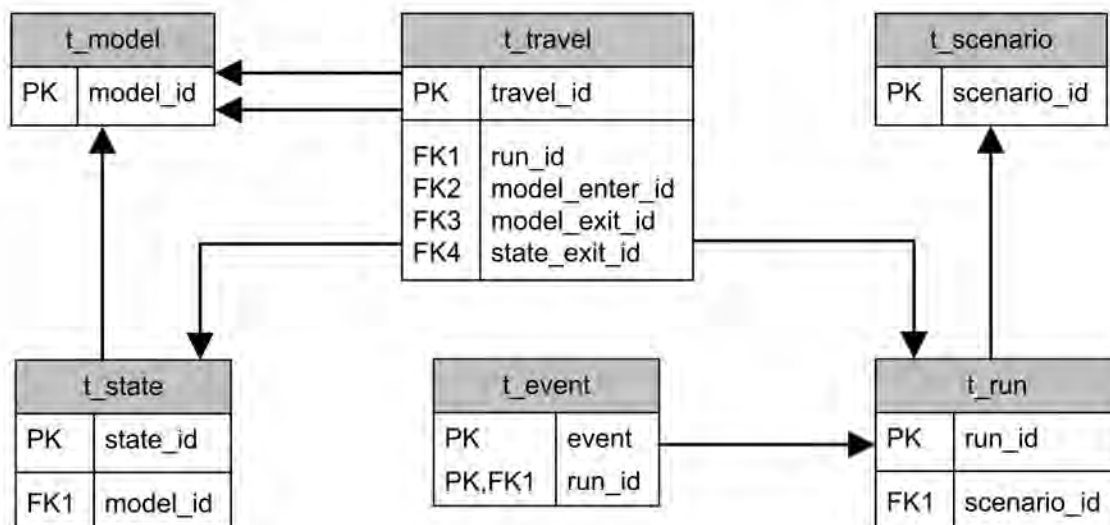 t_model
PK model_id
t_travel
PK travel_id
FK1 run_id
FK2 model_enter_id
FK3 model_exit_id
FK4 state_exit_id
t_scenario
PK scenario_id
t_state
PK state_id
FK1 model_id
t_event
PK event
PK,FK1 run_id
t_run
PK run_id
FK1 scenario_id